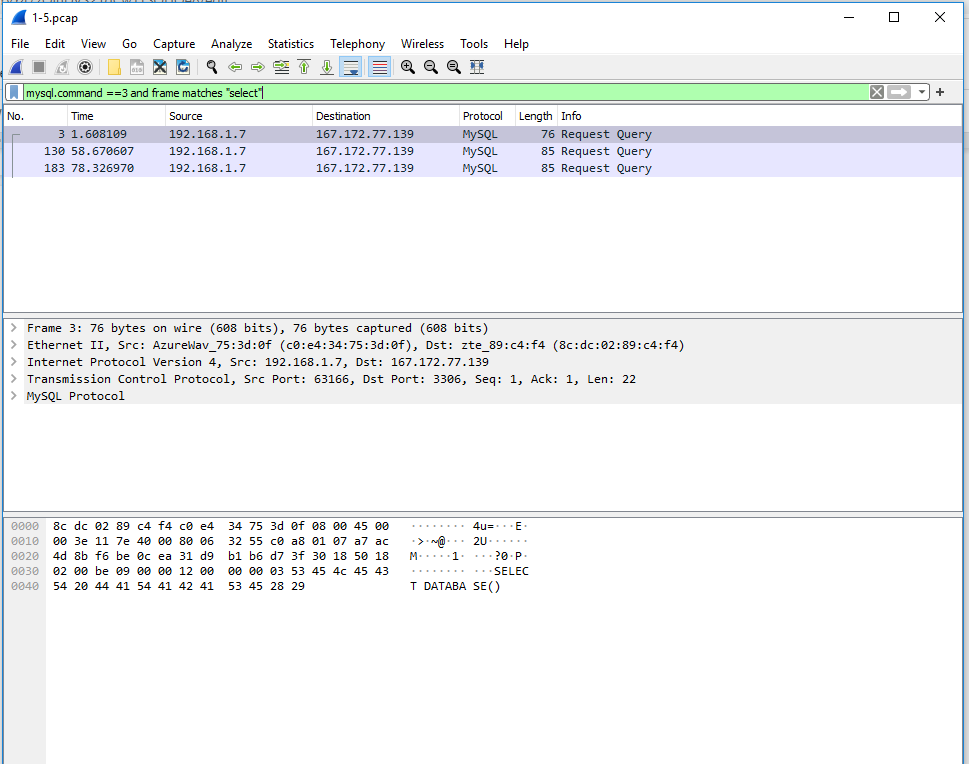 1-5.pcap
File Edit View Go Capture Analyze Statistics Telephony Wireless Tools Help
mysql.command ==3 and frame matches "select"
No. Time Source Destination Protocol Length Info
3 1.608109 192.168.1.7 167.172.77.139 MySQL 76 Request Query
130 58.670607 192.168.1.7 167.172.77.139 MySQL 85 Request Query
183 78.326970 192.168.1.7 167.172.77.139 MySQL 85 Request Query
Frame 3: 76 bytes on wire (608 bits), 76 bytes captured (608 bits)
Ethernet II, Src: AzureWav_75:3d:0f (c0:e4:34:75:3d:0f), Dst: zte_89:c4:f4 (8c:dc:02:89:c4:f4)
Internet Protocol Version 4, Src: 192.168.1.7, Dst: 167.172.77.139
Transmission Control Protocol, Src Port: 63166, Dst Port: 3306, Seq: 1, Ack: 1, Len: 22
MySQL Protocol
0000 8c dc 02 89 c4 f4 c0 e4 34 75 3d 0f 08 00 45 00 ········ 4u=···E·
0010 00 3e 11 7e 40 00 80 06 32 55 c0 a8 01 07 a7 ac ·>·~@··· 2U······
0020 4d 8b f6 be 0c ea 31 d9 b1 b6 d7 3f 30 18 50 18 M·····1· ···?0·P·
0030 02 00 be 09 00 00 12 00 00 00 03 53 45 4c 45 43 ········ ···SELEC
0040 54 20 44 41 54 41 42 41 53 45 28 29 T DATABA SE()